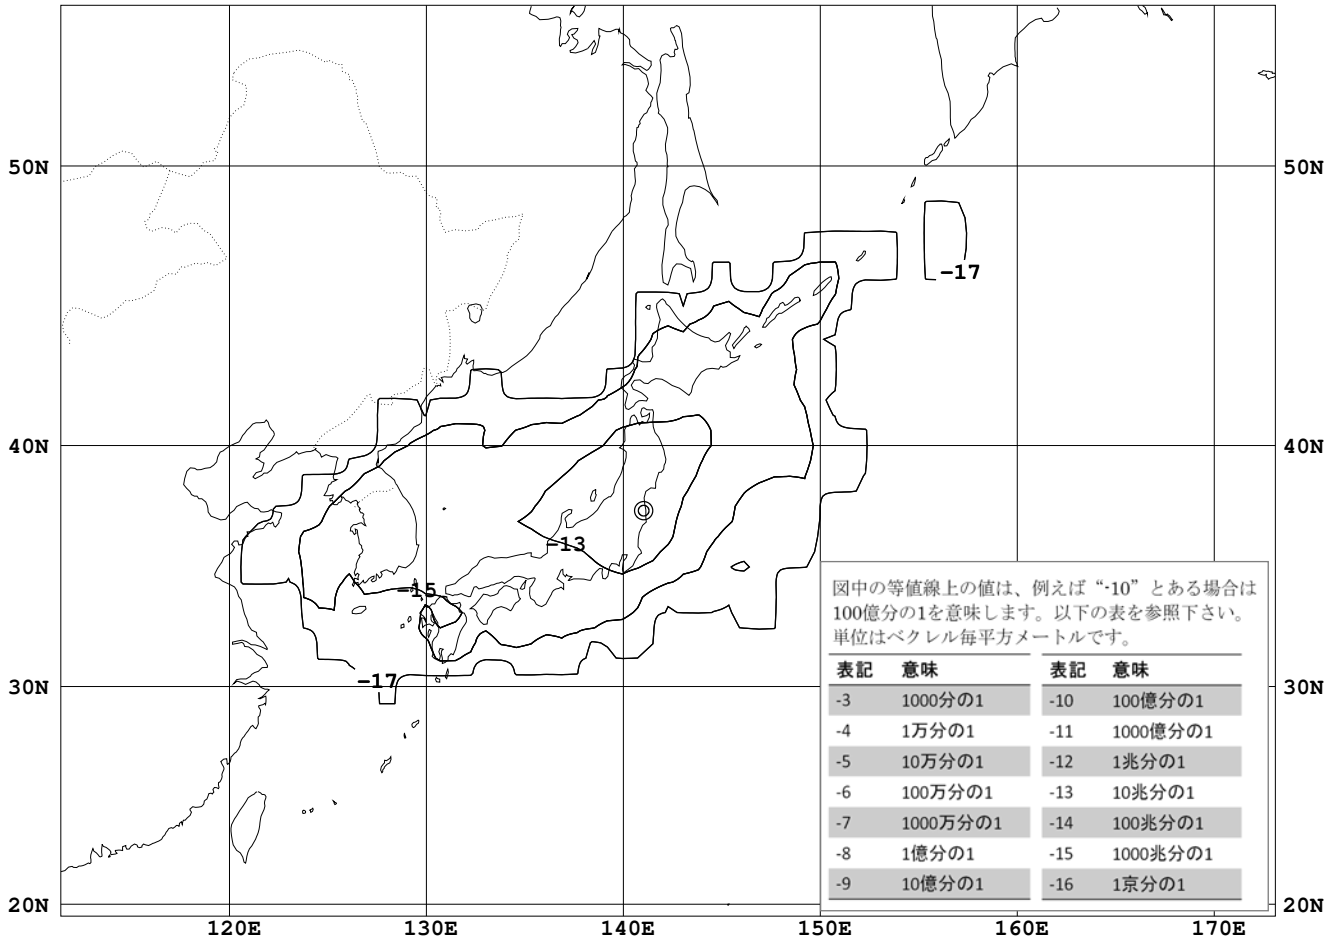 50N
50N
-17
40N
40N
-13
-15
図中の等値線上の値は、例えば“-10”とある場合は
100億分の1を意味します。以下の表を参照下さい。
単位はベクレル毎平方メートルです。
表記 意味 表記 意味
30N
-17
30N
-3 1000分の1 -10 100億分の1
-4 1万分の1 -11 1000億分の1
-5 10万分の1 -12 1兆分の1
-6 100万分の1 -13 10兆分の1
-7 1000万分の1 -14 100兆分の1
-8 1億分の1 -15 1000兆分の1
-9 10億分の1 -16 1京分の1
20N
20N
120E 130E 140E 150E 160E 170E